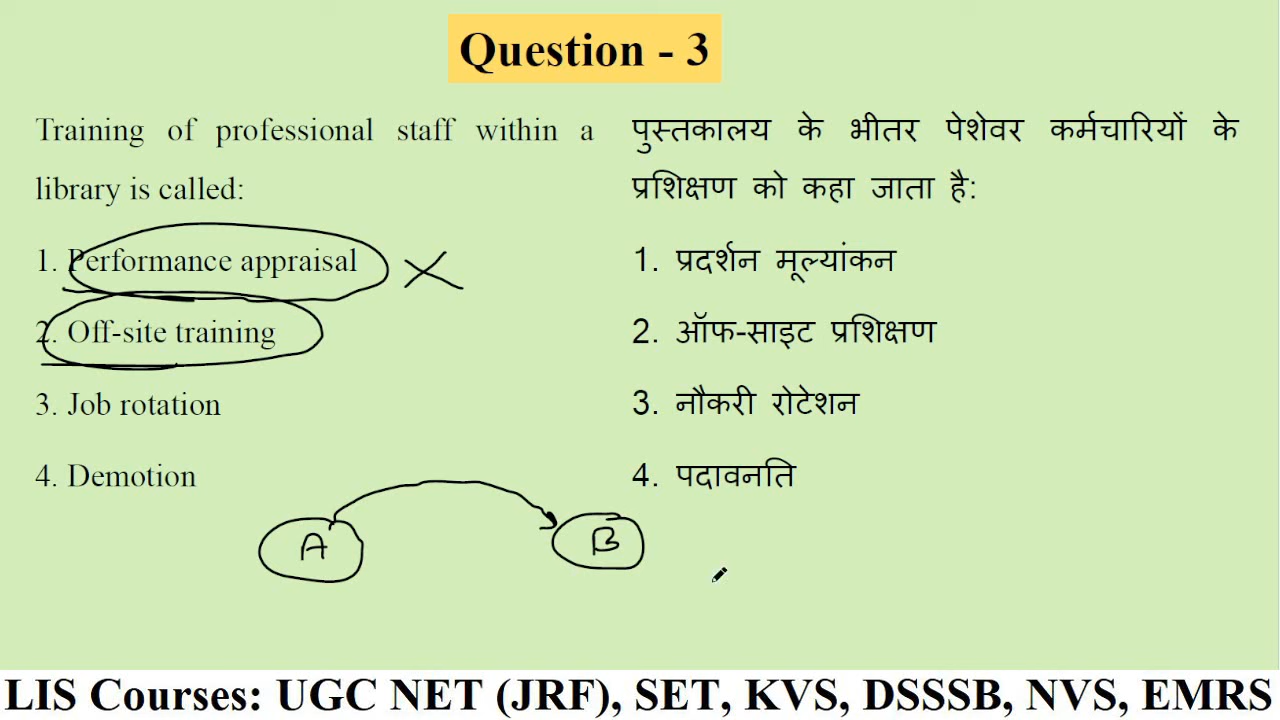 Question - 3
Training of professional staff within a
library is called:
1. Performance appraisal
2. Off-site training
3. Job rotation
4. Demotion
पुस्तकालय के भीतर पेशेवर कर्मचारियों के
प्रशिक्षण को कहा जाता है:
1. प्रदर्शन मूल्यांकन
2. ऑफ-साइट प्रशिक्षण
3. नौकरी रोटेशन
4. पदावनति
A
B
LIS Courses: UGC NET (JRF), SET, KVS, DSSSB, NVS, EMRS